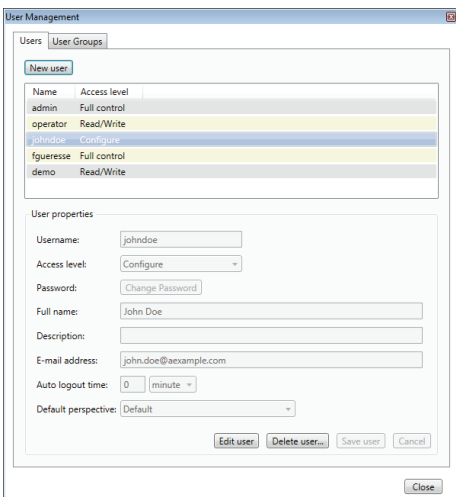 User Management
Users User Groups
New user
Name Access level
admin Full control
operator Read/Write
johndoe Configure
fgueresse Full control
demo Read/Write
User properties
Username: johndoe
Access level: Configure
Password: Change Password
Full name: John Doe
Description:
E-mail address: john.doe@aexample.com
Auto logout time: 0 minute
Default perspective: Default
Edit user Delete user... Save user Cancel
Close